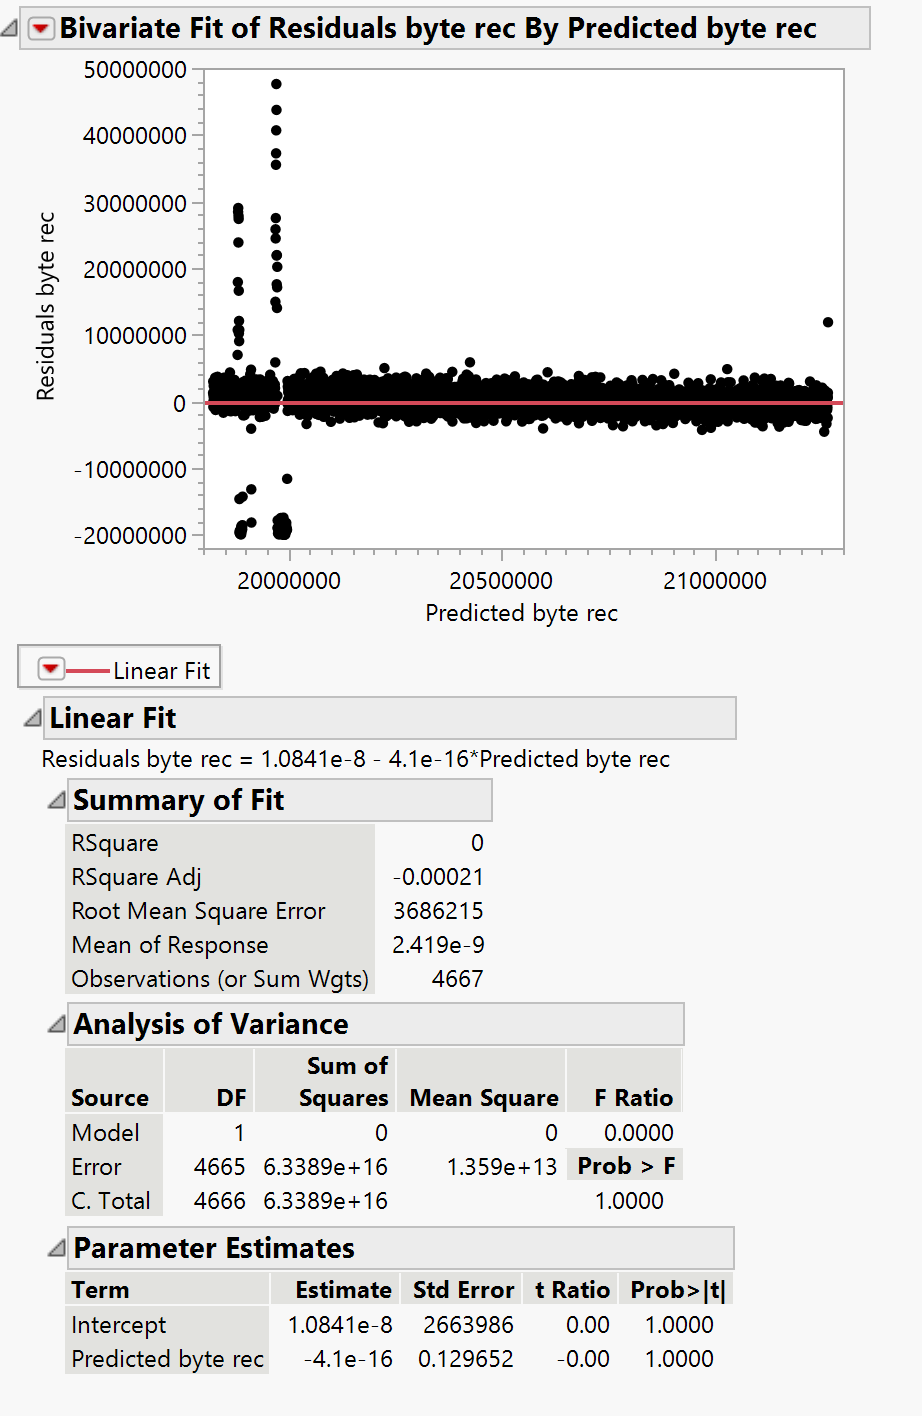 Bivariate Fit of Residuals byte rec By Predicted byte rec
50000000
40000000
30000000
20000000
10000000
0
-10000000
-20000000
Residuals byte rec
20000000 20500000 21000000
Predicted byte rec
Linear Fit
Linear Fit
Residuals byte rec = 1.0841e-8 - 4.1e-16*Predicted byte rec
Summary of Fit
RSquare 0
RSquare Adj -0.00021
Root Mean Square Error 3686215
Mean of Response 2.419e-9
Observations (or Sum Wgts) 4667
Analysis of Variance
Sum of
Source DF Squares Mean Square F Ratio
Model 1 0 0 0.0000
Error 4665 6.3389e+16 1.359e+13 Prob > F
C. Total 4666 6.3389e+16 1.0000
Parameter Estimates
Term Estimate Std Error t Ratio Prob>|t|
Intercept 1.0841e-8 2663986 0.00 1.0000
Predicted byte rec -4.1e-16 0.129652 -0.00 1.0000